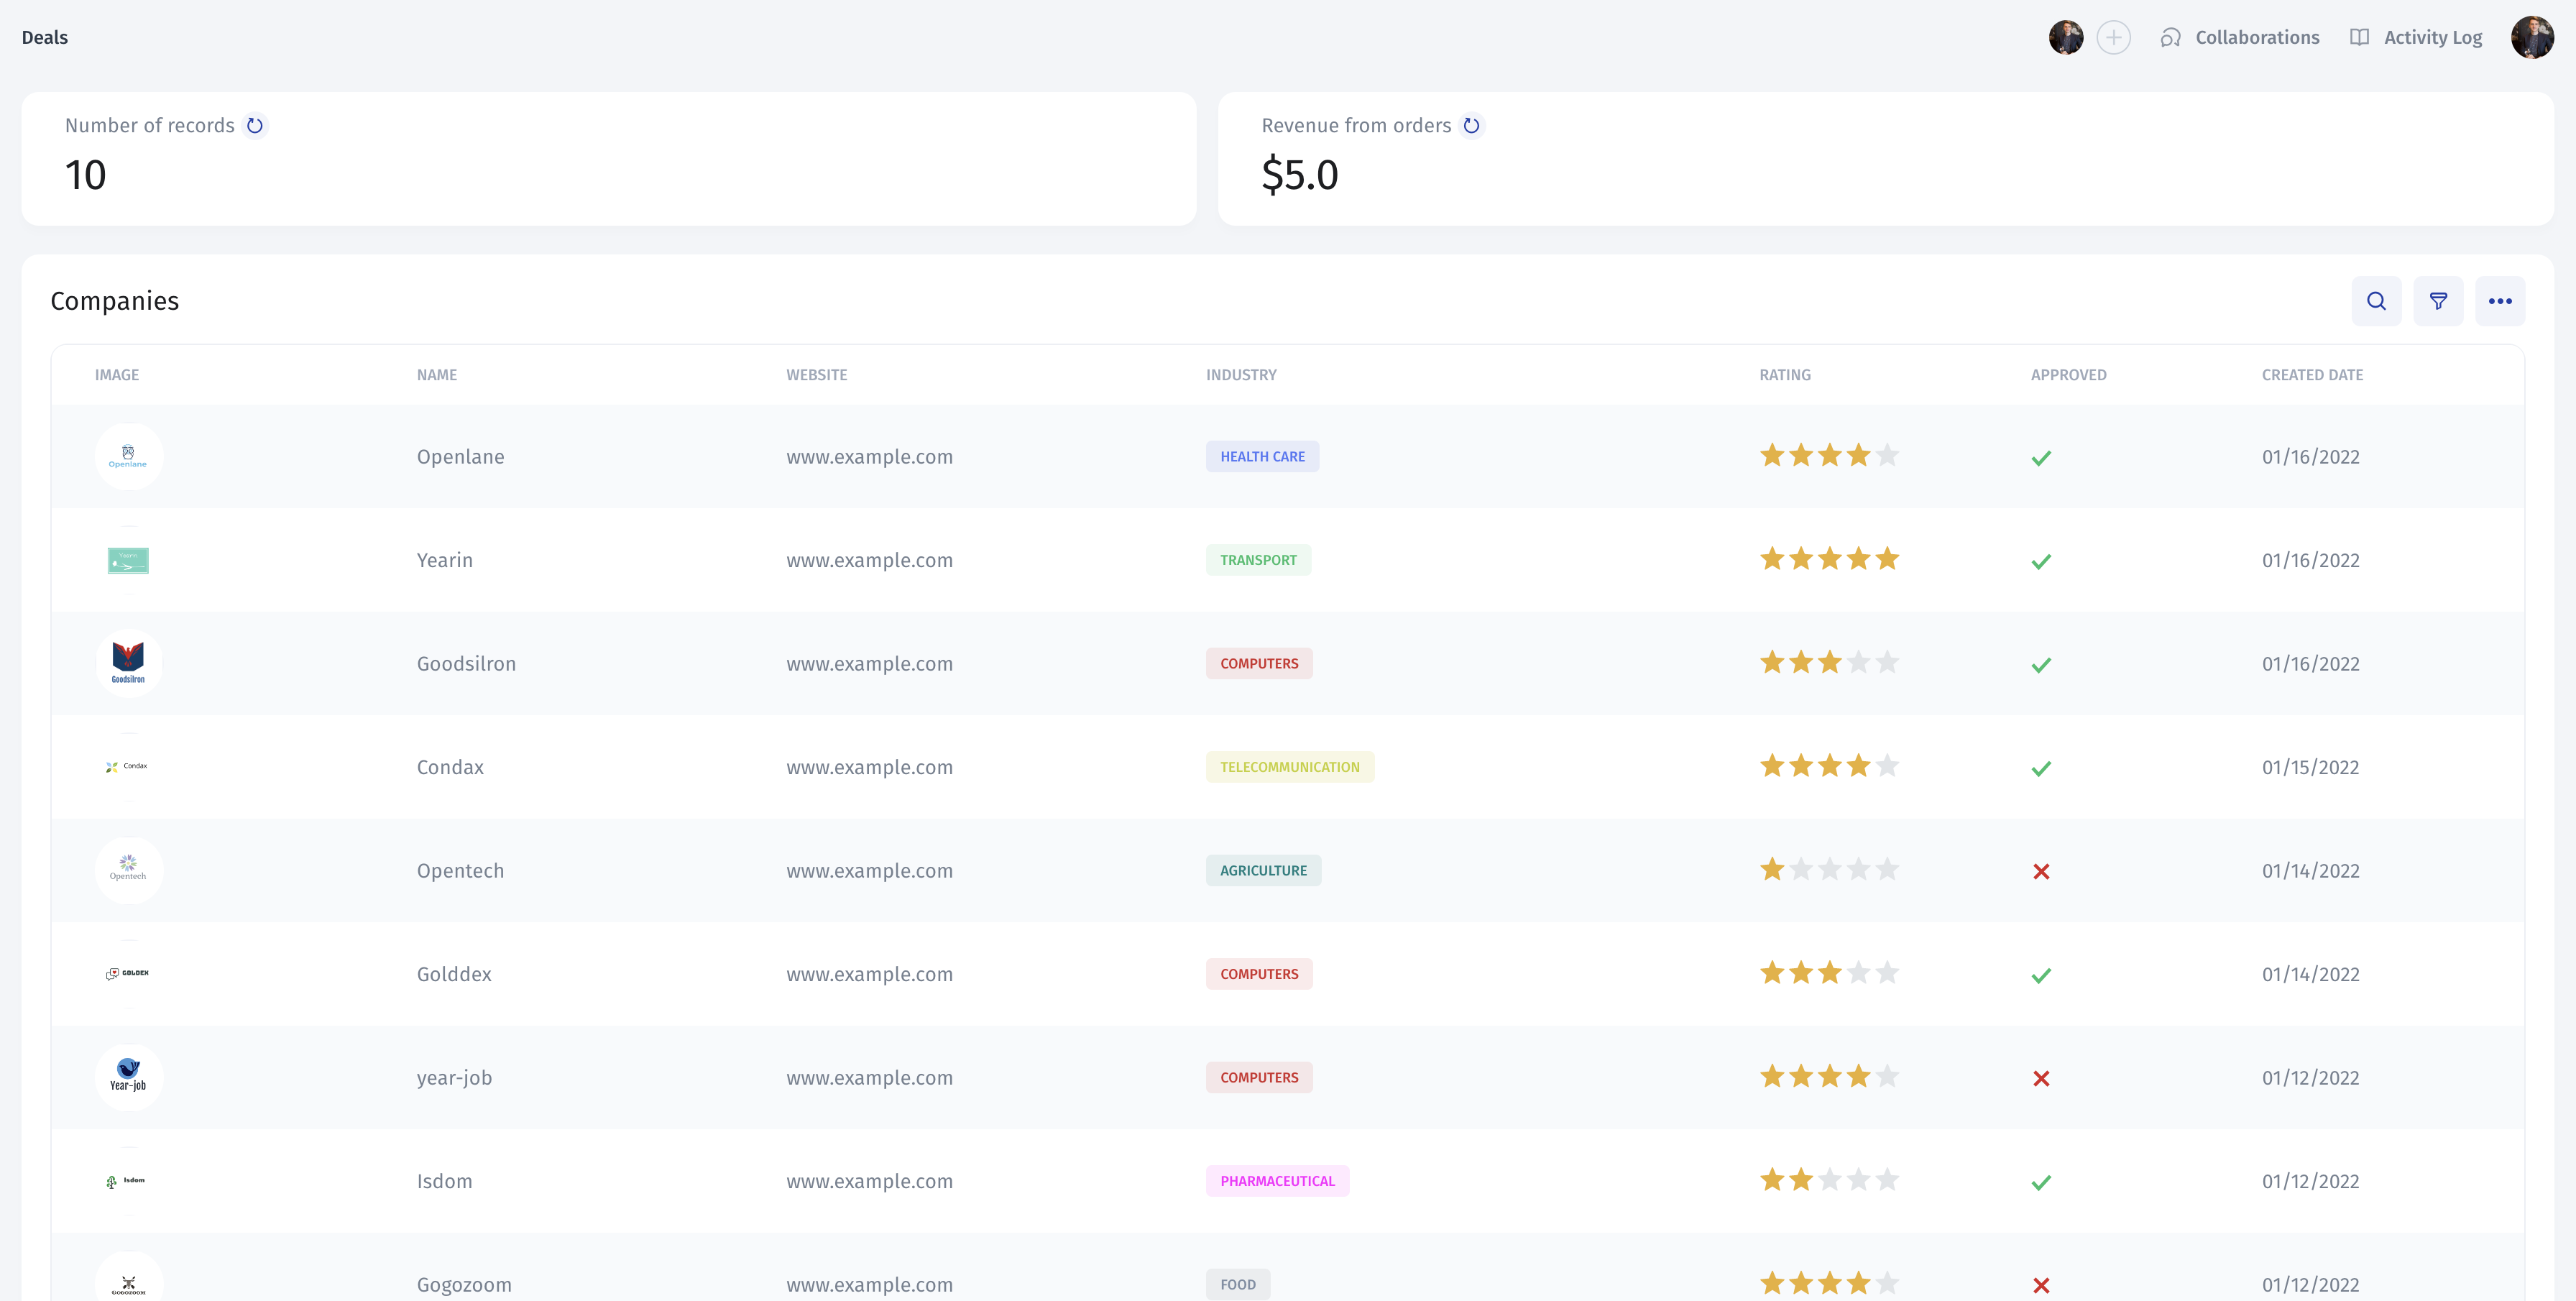 Deals
Collaborations
Activity Log
Number of records
10
Revenue from orders
$5.0
Companies
IMAGE NAME WEBSITE INDUSTRY RATING APPROVED CREATED DATE
Openlane Openlane www.example.com HEALTH CARE 01/16/2022
Yearin Yearin www.example.com TRANSPORT 01/16/2022
Goodsilron Goodsilron www.example.com COMPUTERS 01/16/2022
Condax Condax www.example.com TELECOMMUNICATION 01/15/2022
Opentech Opentech www.example.com AGRICULTURE 01/14/2022
GOLDEX Golddex www.example.com COMPUTERS 01/14/2022
Year-job year-job www.example.com COMPUTERS 01/12/2022
Isdom Isdom www.example.com PHARMACEUTICAL 01/12/2022
GOGOZOOM Gogozoom www.example.com FOOD 01/12/2022